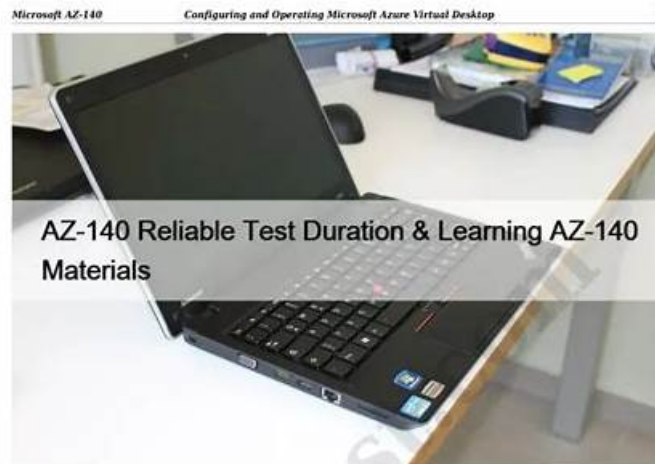 Microsoft AZ-140 Configuring and Operating Microsoft Azure Virtual Desktop
AZ-140 Reliable Test Duration & Learning AZ-140
Materials